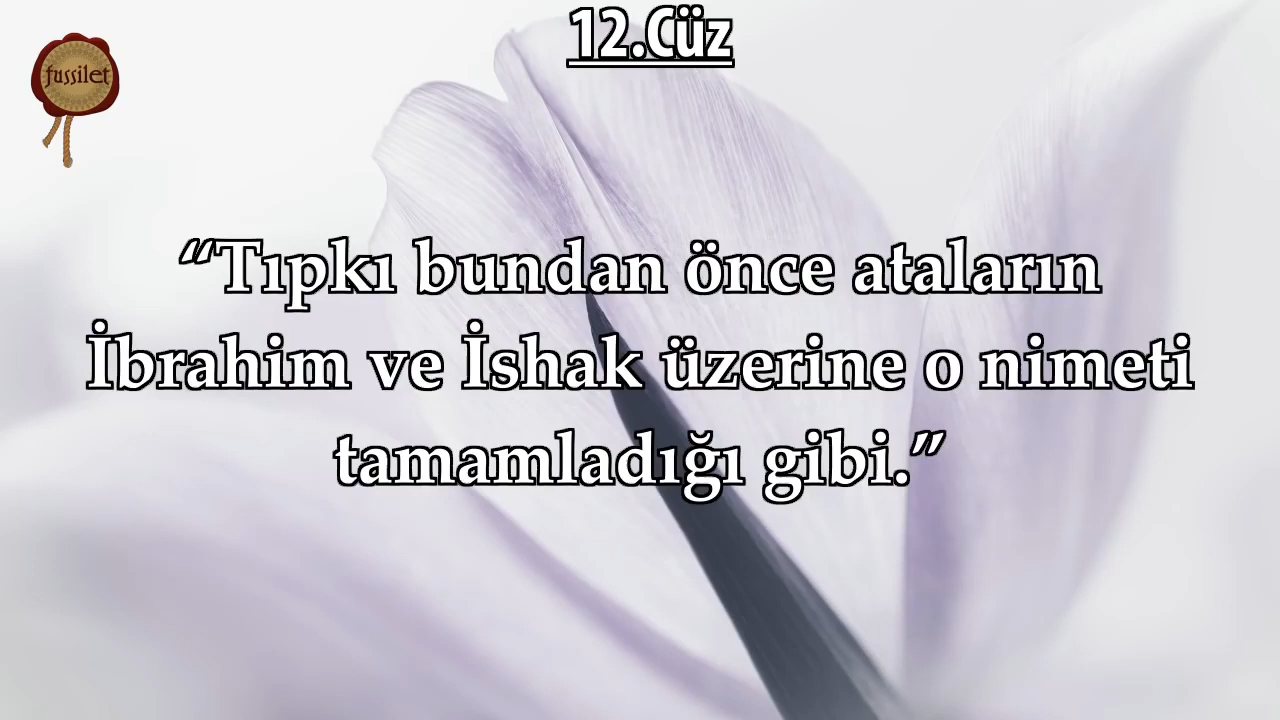 12.Cüz
fussilet
“Tıpkı bundan önce ataların
İbrahim ve İshak üzerine o nimeti
tamamladığı gibi.”